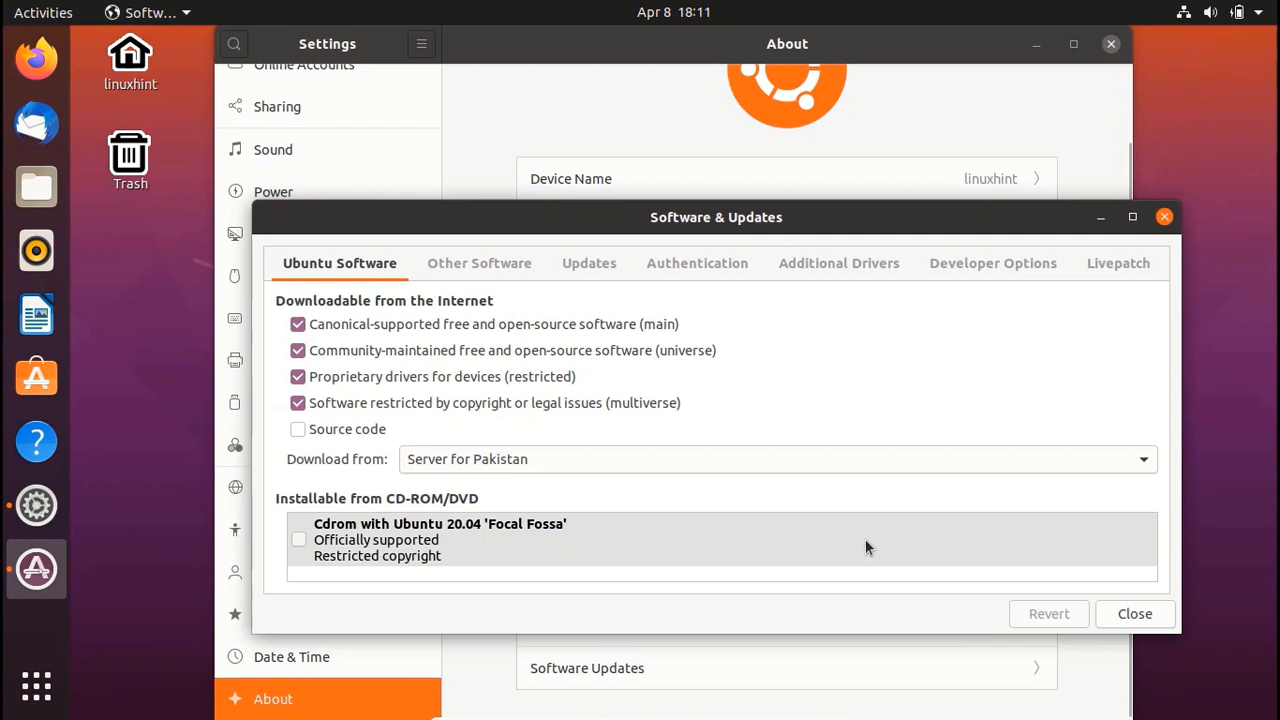 Activities
Softw...
Apr 8 18:11
linuxhint
Trash
Settings
About
Online Accounts
Sharing
Sound
Power
Device Name
linuxhint
Software & Updates
Ubuntu Software
Other Software
Updates
Authentication
Additional Drivers
Developer Options
Livepatch
Downloadable from the Internet
Canonical-supported free and open-source software (main)
Community-maintained free and open-source software (universe)
Proprietary drivers for devices (restricted)
Software restricted by copyright or legal issues (multiverse)
Source code
Download from:
Server for Pakistan
Installable from CD-ROM/DVD
Cdrom with Ubuntu 20.04 'Focal Fossa'
Officially supported
Restricted copyright
Revert
Close
Date & Time
Software Updates
About